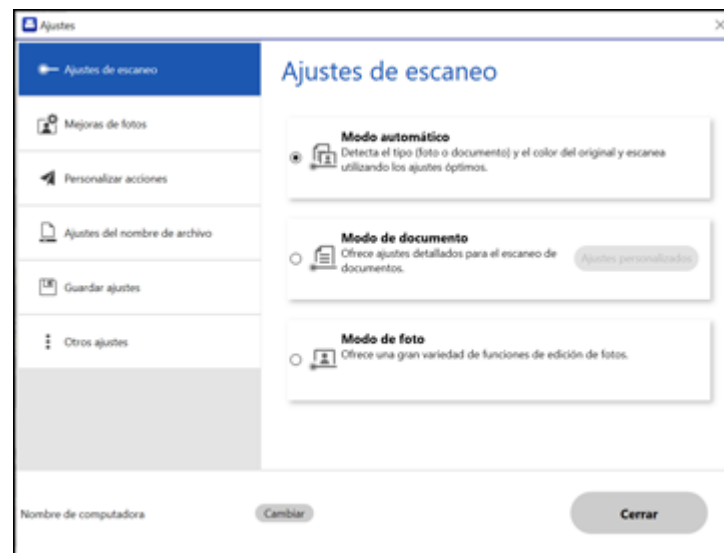 Ajustes
Ajustes de escaneo
Mejoras de fotos
Personalizar acciones
Ajustes del nombre de archivo
Guardar ajustes
Otros ajustes
Ajustes de escaneo
Modo automático
Detecta el tipo (foto o documento) y el color del original y escanea
utilizando los ajustes óptimos.
Modo de documento
Ofrece ajustes detallados para el escaneo de
documentos.
Ajustes personalizados
Modo de foto
Ofrece una gran variedad de funciones de edición de fotos.
Nombre de computadora
Cambiar
Cerrar